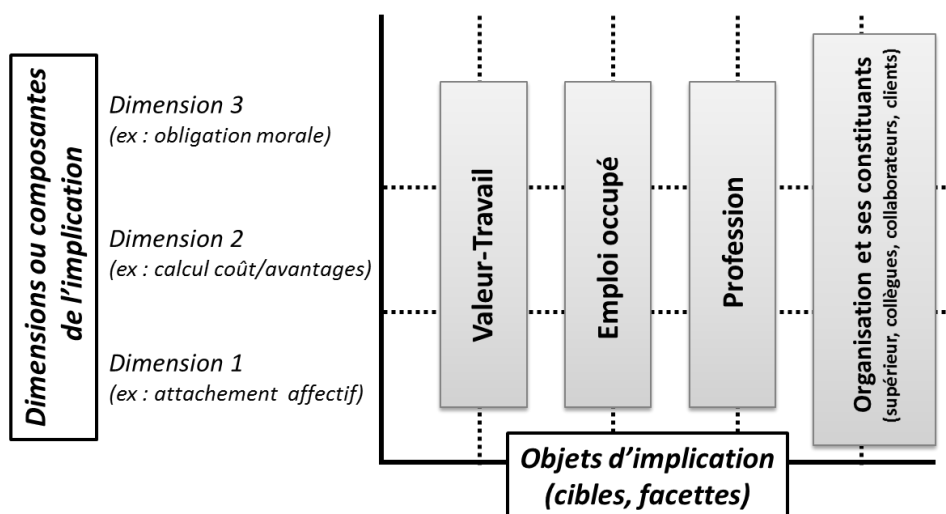 Dimensions ou composantes
de l'implication
Dimension 3
(ex : obligation morale)
Dimension 2
(ex : calcul coût/avantages)
Dimension 1
(ex : attachement affectif)
Valeur-Travail
Emploi occupé
Profession
Organisation et ses constituants
(supérieur, collègues, collaborateurs, clients)
Objets d'implication
(cibles, facettes)